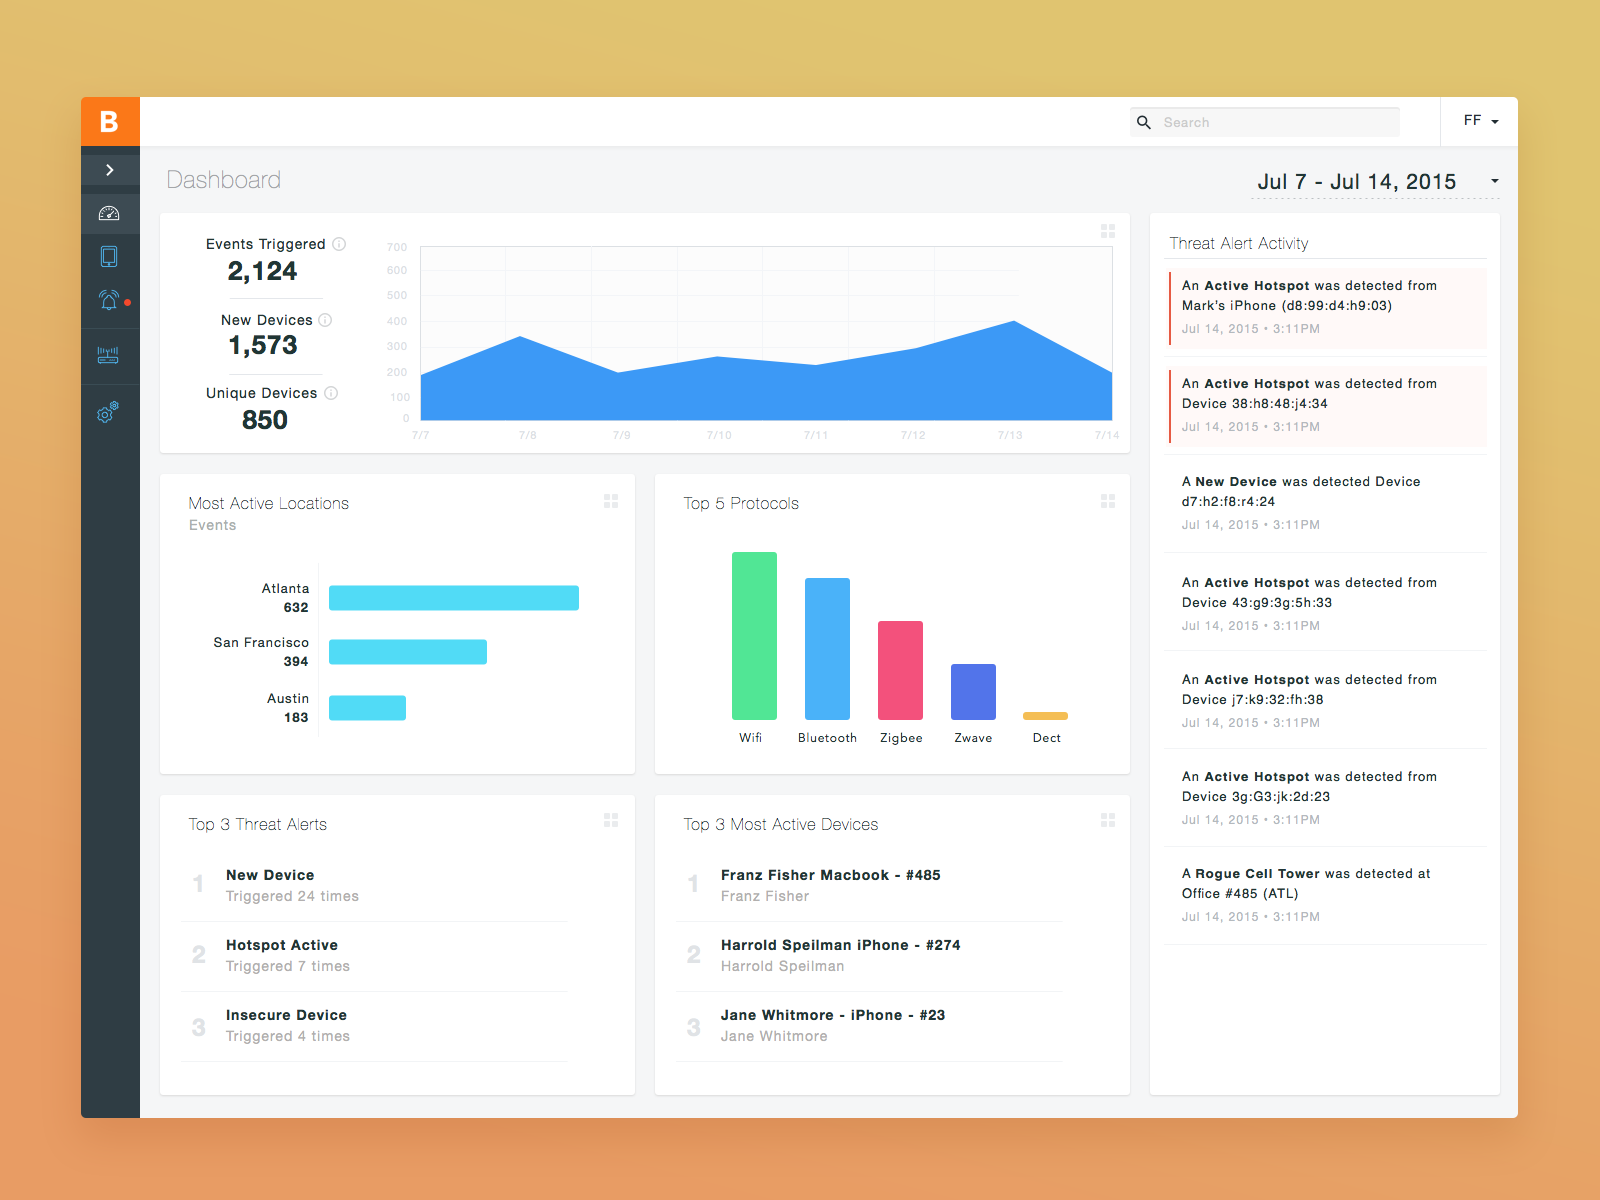 B
Search
FF
Dashboard
Jul 7 - Jul 14, 2015
Events Triggered
2,124
New Devices
1,573
Unique Devices
850
700
600
500
400
300
200
100
0
7/7 7/8 7/9 7/10 7/11 7/12 7/13 7/14
Most Active Locations
Events
Atlanta
632
San Francisco
394
Austin
183
Top 5 Protocols
Wifi Bluetooth Zigbee Zwave Dect
Top 3 Threat Alerts
1 New Device
Triggered 24 times
2 Hotspot Active
Triggered 7 times
3 Insecure Device
Triggered 4 times
Top 3 Most Active Devices
1 Franz Fisher Macbook - #485
Franz Fisher
2 Harrold Speilman iPhone - #274
Harrold Speilman
3 Jane Whitmore - iPhone - #23
Jane Whitmore
Threat Alert Activity
An Active Hotspot was detected from
Mark's iPhone (d8:99:d4:h9:03)
Jul 14, 2015 • 3:11PM
An Active Hotspot was detected from
Device 38:h8:48:j4:34
Jul 14, 2015 • 3:11PM
A New Device was detected Device
d7:h2:f8:r4:24
Jul 14, 2015 • 3:11PM
An Active Hotspot was detected from
Device 43:g9:3g:5h:33
Jul 14, 2015 • 3:11PM
An Active Hotspot was detected from
Device j7:k9:32:fh:38
Jul 14, 2015 • 3:11PM
An Active Hotspot was detected from
Device 3g:G3:jk:2d:23
Jul 14, 2015 • 3:11PM
A Rogue Cell Tower was detected at
Office #485 (ATL)
Jul 14, 2015 • 3:11PM